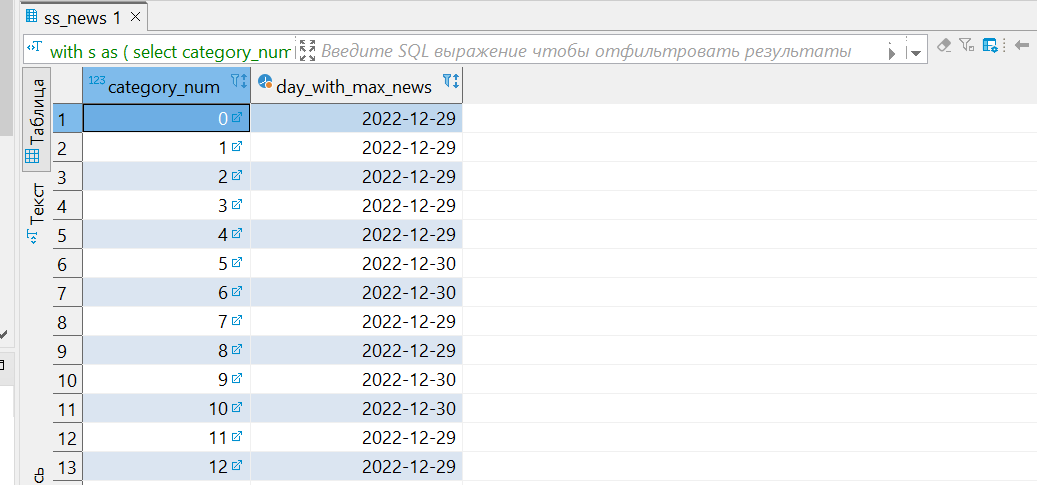 ss_news 1
with s as ( select category_num Введите SQL выражение чтобы отфильтровать результаты
Таблица
Текст
сь
123 category_num day_with_max_news
1 0 2022-12-29
2 1 2022-12-29
3 2 2022-12-29
4 3 2022-12-29
5 4 2022-12-29
6 5 2022-12-30
7 6 2022-12-30
8 7 2022-12-29
9 8 2022-12-29
10 9 2022-12-30
11 10 2022-12-30
12 11 2022-12-29
13 12 2022-12-29